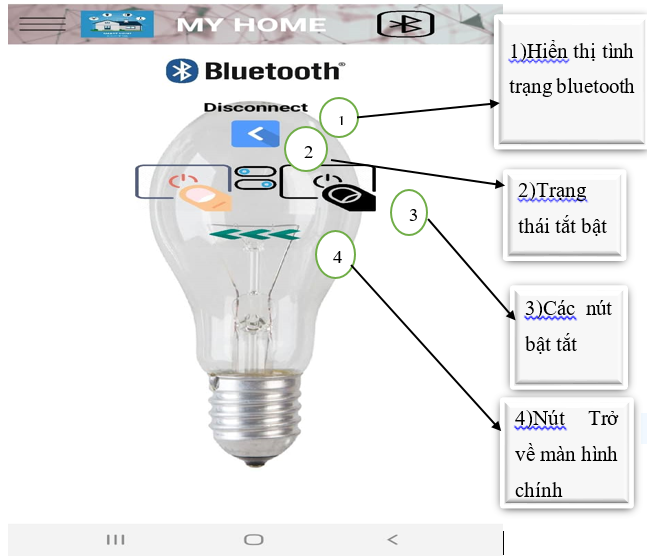 MY HOME
Bluetooth®
Disconnect
1
2
3
4
1)Hiển thị tình
trạng bluetooth
2)Trạng
thái tắt bật
3)Các nút
bật tắt
4)Nút Trở
về màn hình
chính